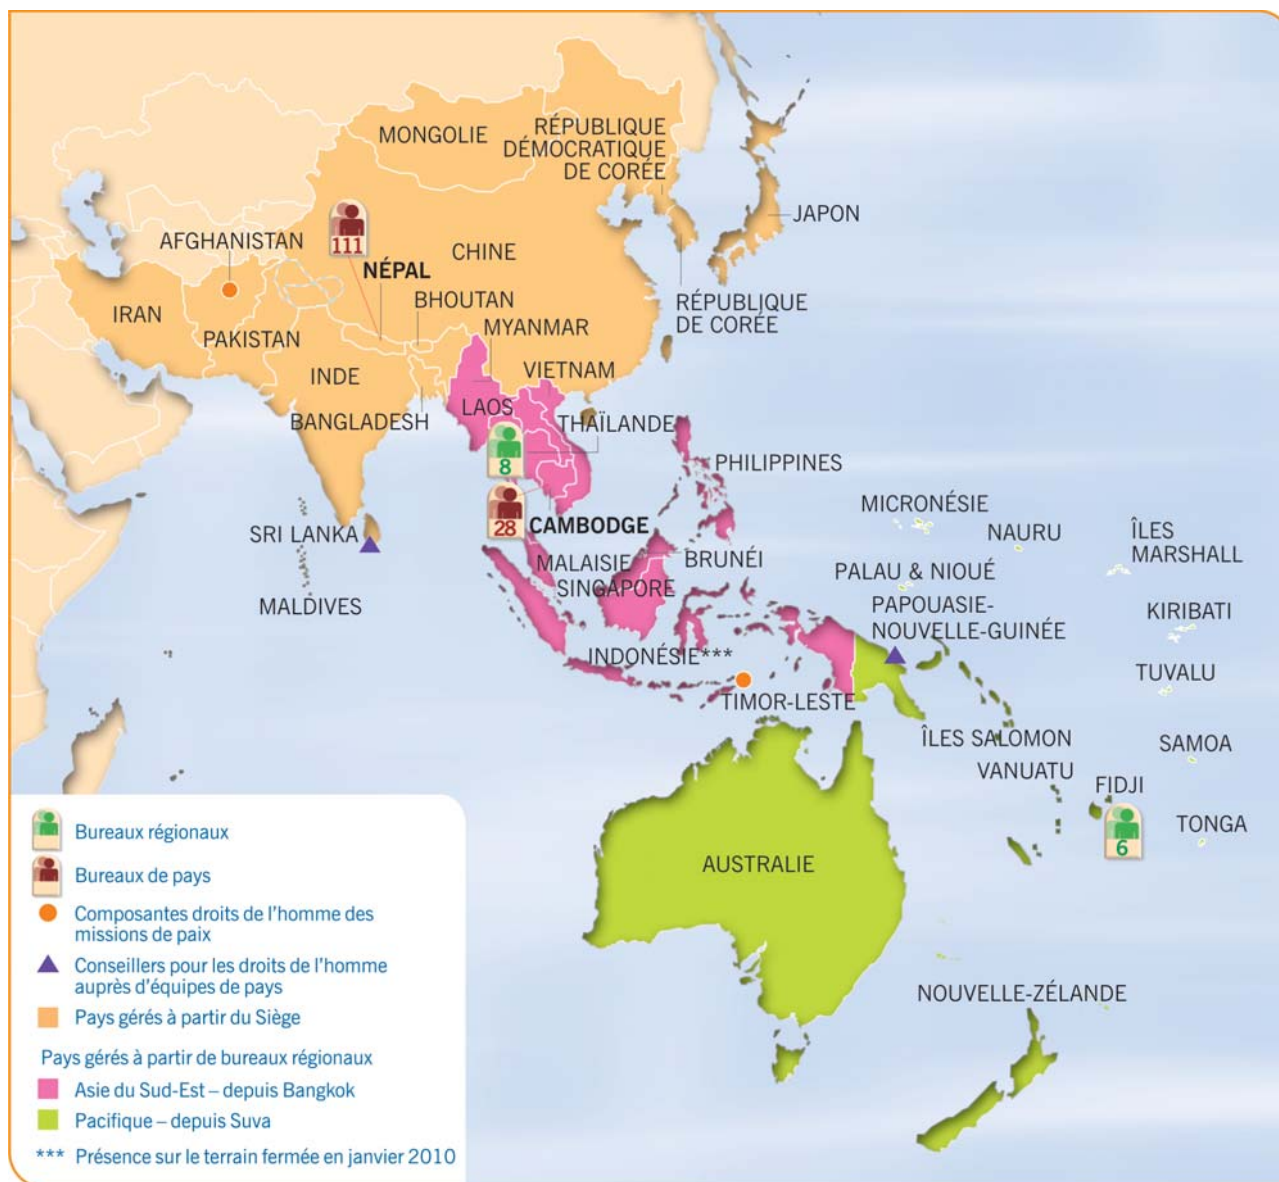 MONGOLIE
RÉPUBLIQUE
DÉMOCRATIQUE
DE CORÉE
JAPON
111
AFGHANISTAN
CHINE
NÉPAL
IRAN
BHOUTAN
RÉPUBLIQUE
DE CORÉE
PAKISTAN
MYANMAR
INDE
VIETNAM
BANGLADESH
LAOS
THAÏLANDE
8
PHILIPPINES
28
CAMBODGE
SRI LANKA
MALDIVES
MALAISIE
BRUNÉI
SINGAPORE
MICRONÉSIE
NAURU
ÎLES
MARSHALL
PALAU & NIOUÉ
PAPOUASIE-
NOUVELLE-GUINÉE
KIRIBATI
INDONÉSIE***
TIMOR-LESTE
TUVALU
ÎLES SALOMON
SAMOA
VANUATU
FIDJI
6
TONGA
AUSTRALIE
NOUVELLE-ZÉLANDE
Bureaux régionaux
Bureaux de pays
Composantes droits de l'homme des
missions de paix
Conseillers pour les droits de l'homme
auprès d'équipes de pays
Pays gérés à partir du Siège
Pays gérés à partir de bureaux régionaux
Asie du Sud-Est – depuis Bangkok
Pacifique – depuis Suva
*** Présence sur le terrain fermée en janvier 2010